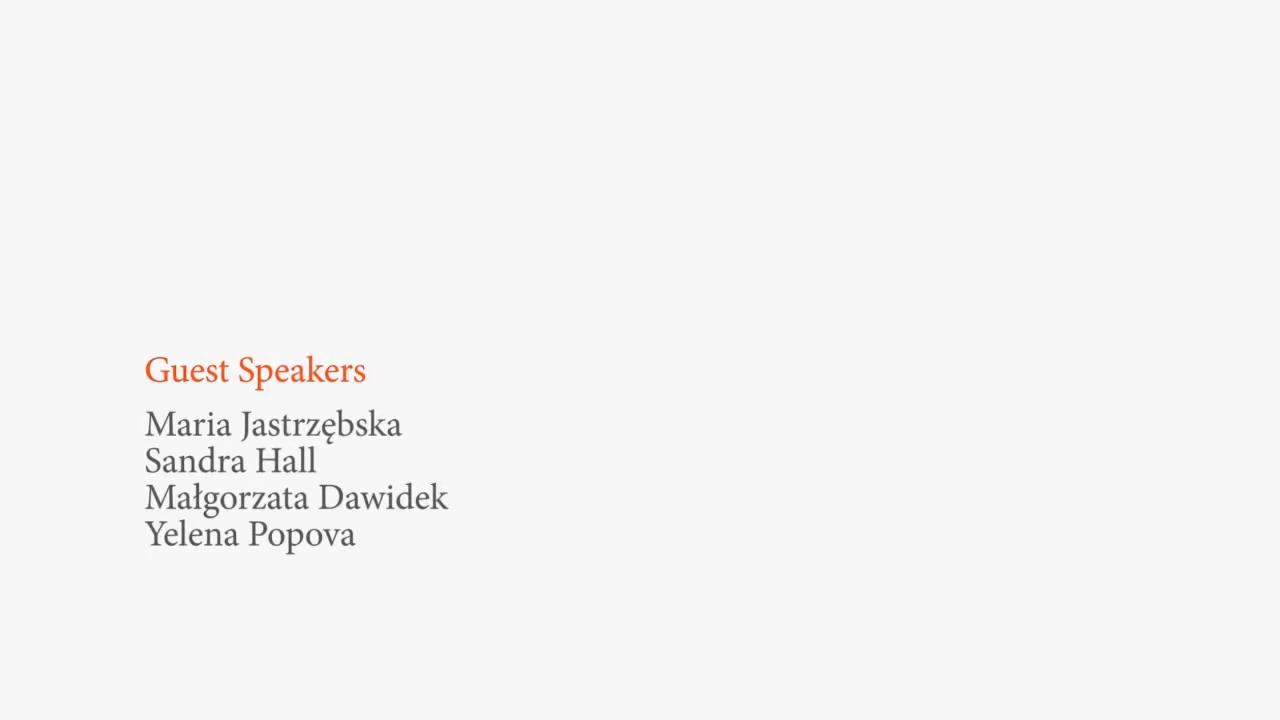 Guest Speakers
Maria Jastrzębska
Sandra Hall
Małgorzata Dawidek
Yelena Popova